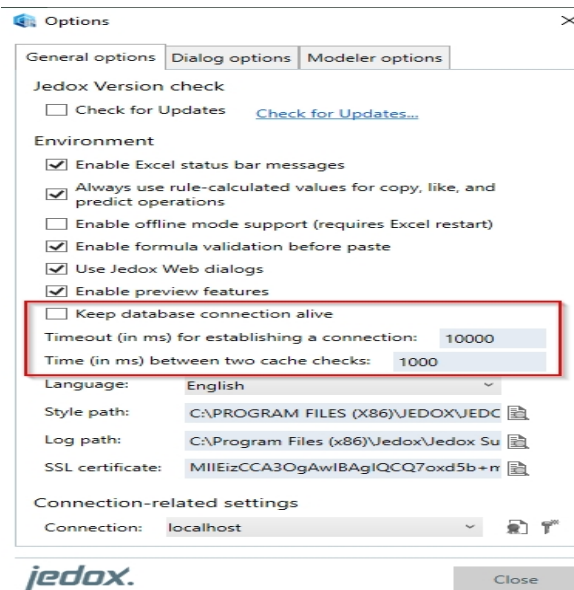 Options
General options Dialog options Modeler options
Jedox Version check
Check for Updates Check for Updates...
Environment
Enable Excel status bar messages
Always use rule-calculated values for copy, like, and
predict operations
Enable offline mode support (requires Excel restart)
Enable formula validation before paste
Use Jedox Web dialogs
Enable preview features
Keep database connection alive
Timeout (in ms) for establishing a connection: 10000
Time (in ms) between two cache checks: 1000
Language: English
Style path: C:\PROGRAM FILES (X86)\JEDOX\JEDC
Log path: C:\Program Files (x86)\Jedox\Jedox Su
SSL certificate: MIIEizCCA3OgAwIBAgIQCQ7oxd5b+m
Connection-related settings
Connection: localhost
jedox.
Close